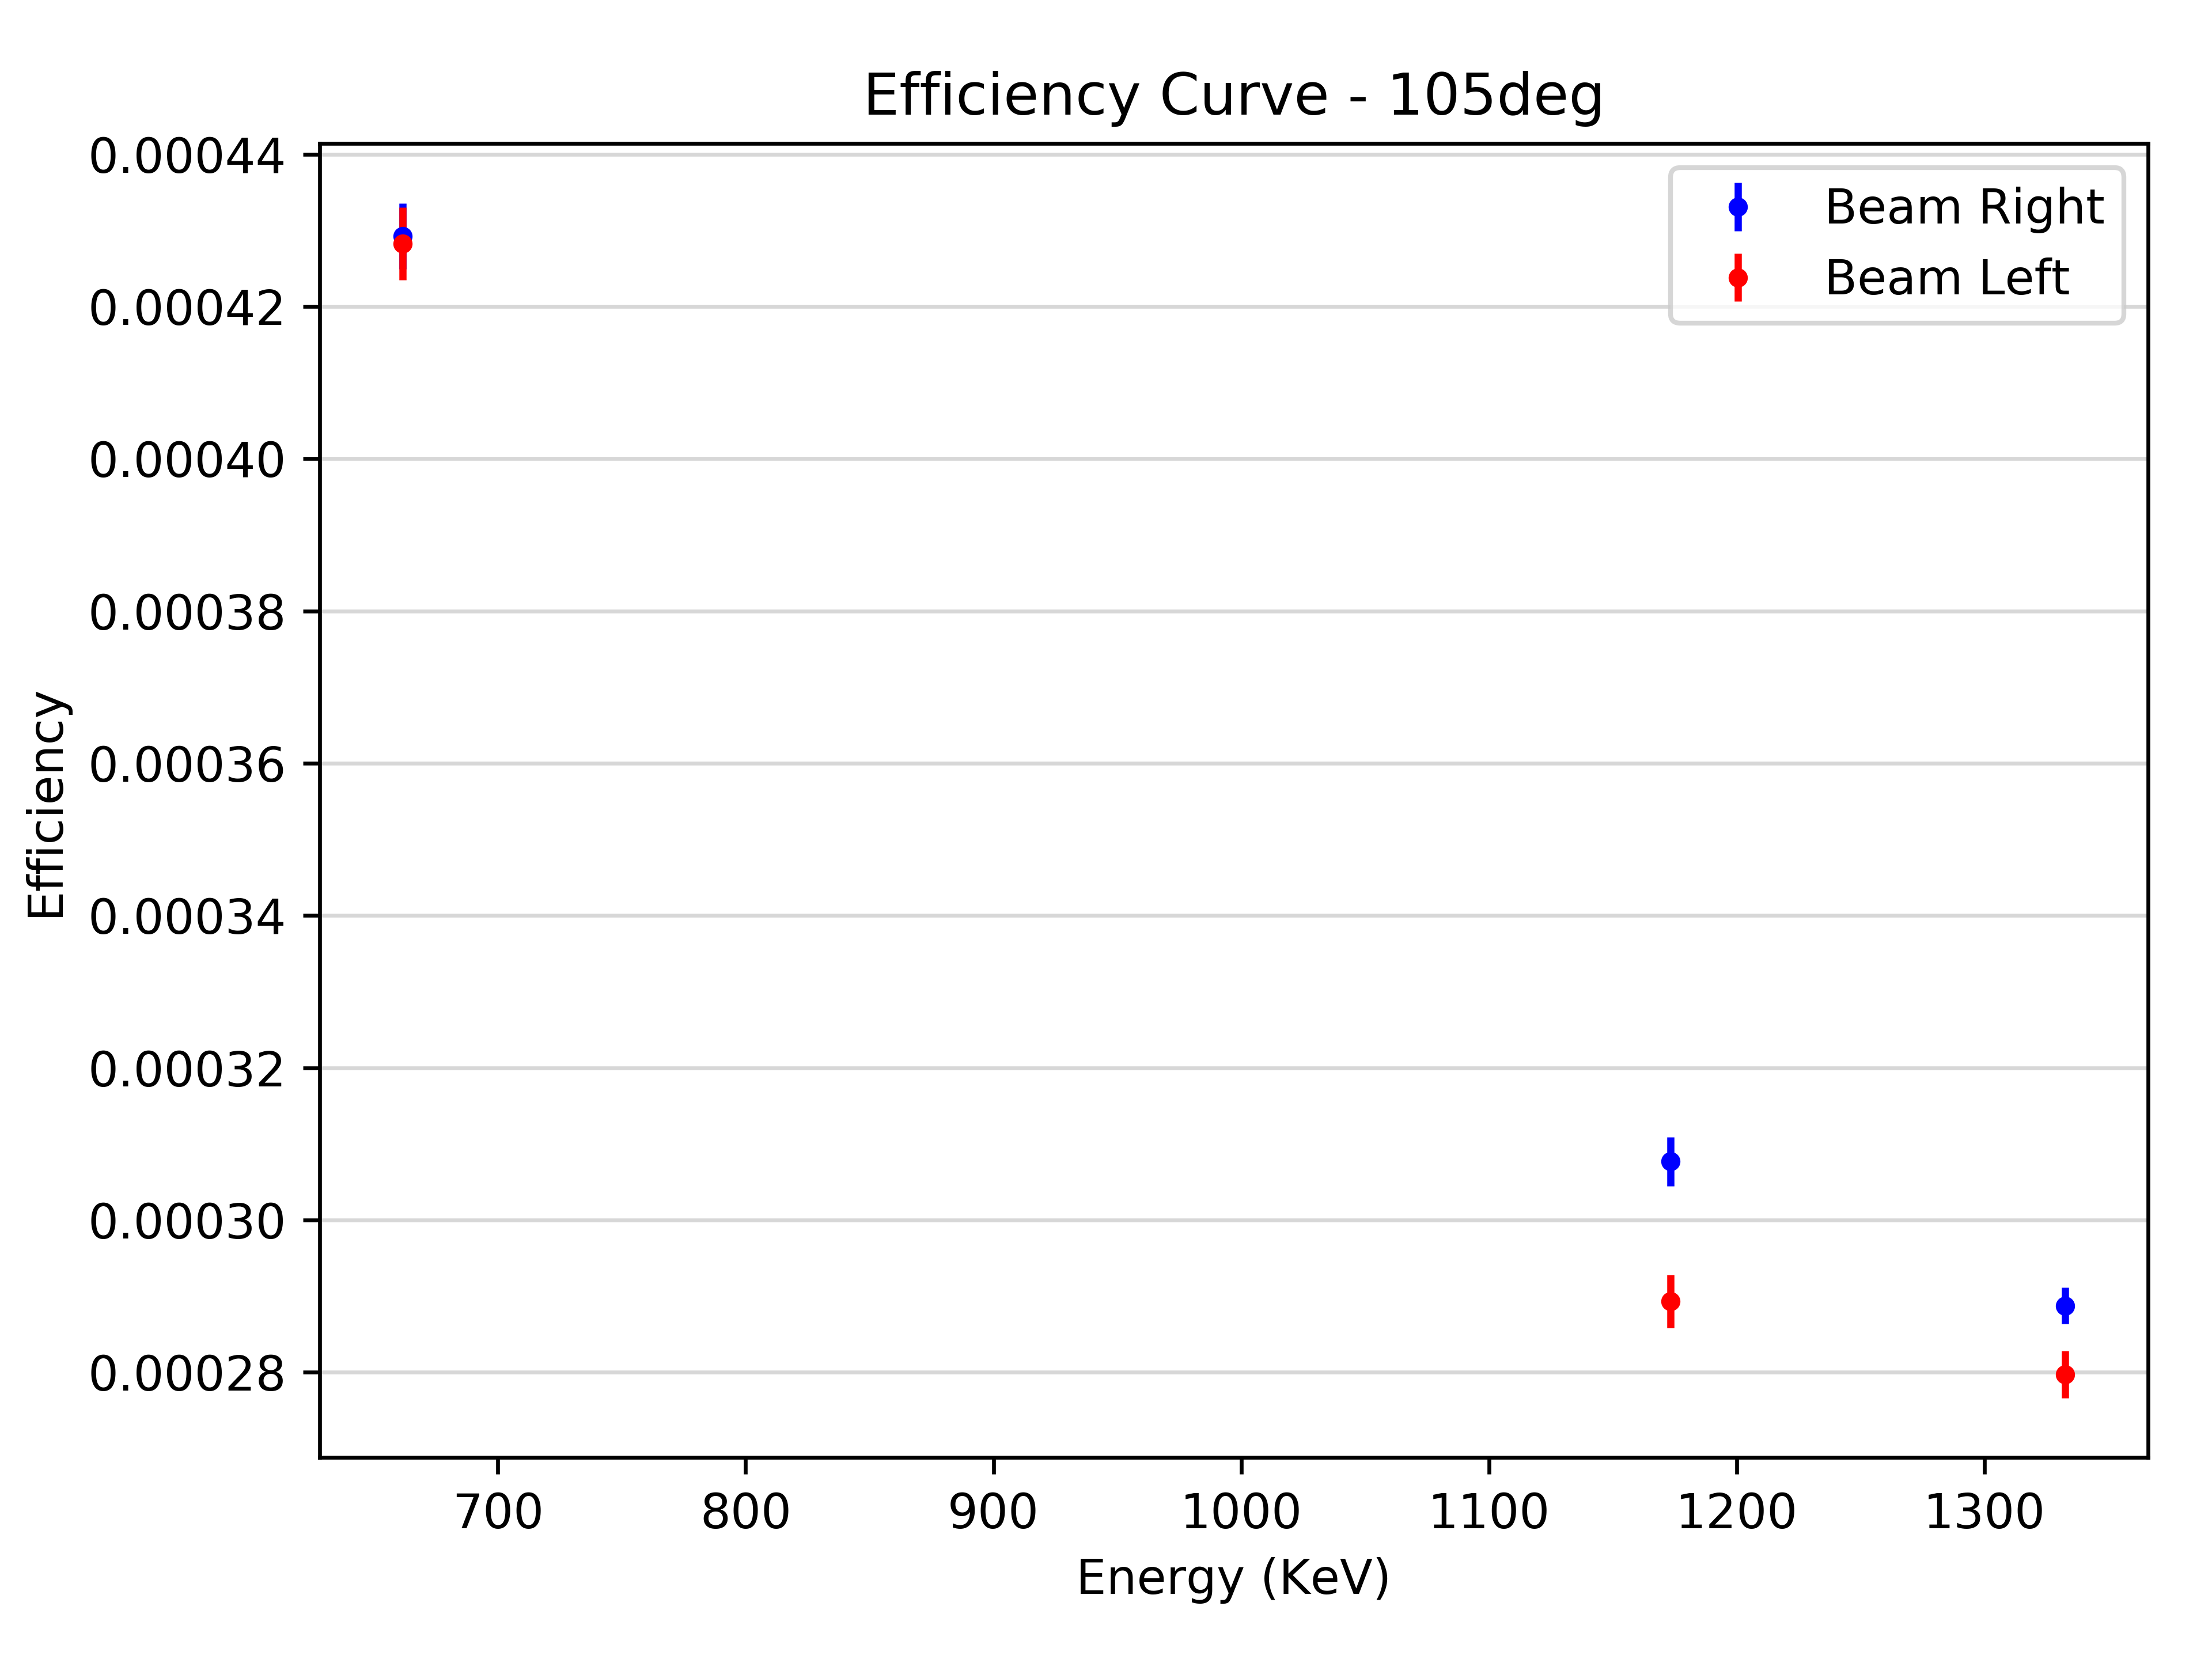 Efficiency Curve - 105deg
0.00044
0.00042
0.00040
0.00038
0.00036
0.00034
0.00032
0.00030
0.00028
Efficiency
Beam Right
Beam Left
700 800 900 1000 1100 1200 1300
Energy (KeV)